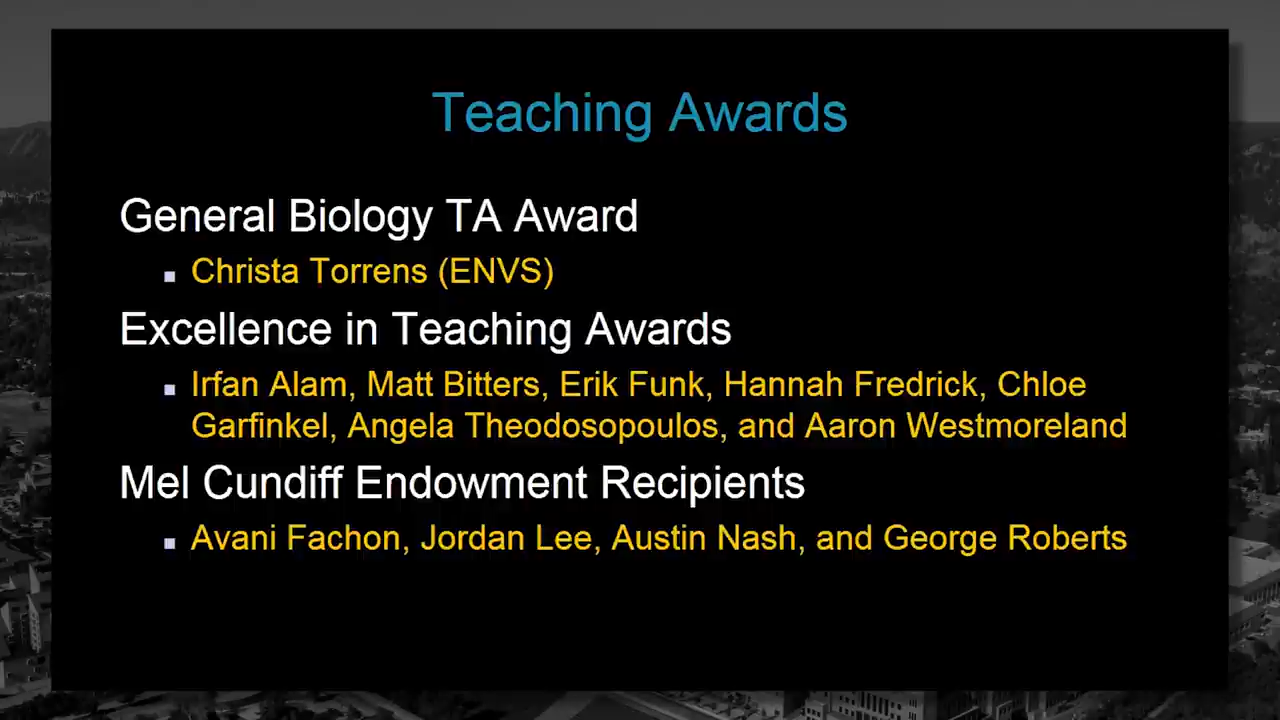 Teaching Awards
General Biology TA Award
Christa Torrens (ENVS)
Excellence in Teaching Awards
Irfan Alam, Matt Bitters, Erik Funk, Hannah Fredrick, Chloe
Garfinkel, Angela Theodosopoulos, and Aaron Westmoreland
Mel Cundiff Endowment Recipients
Avani Fachon, Jordan Lee, Austin Nash, and George Roberts